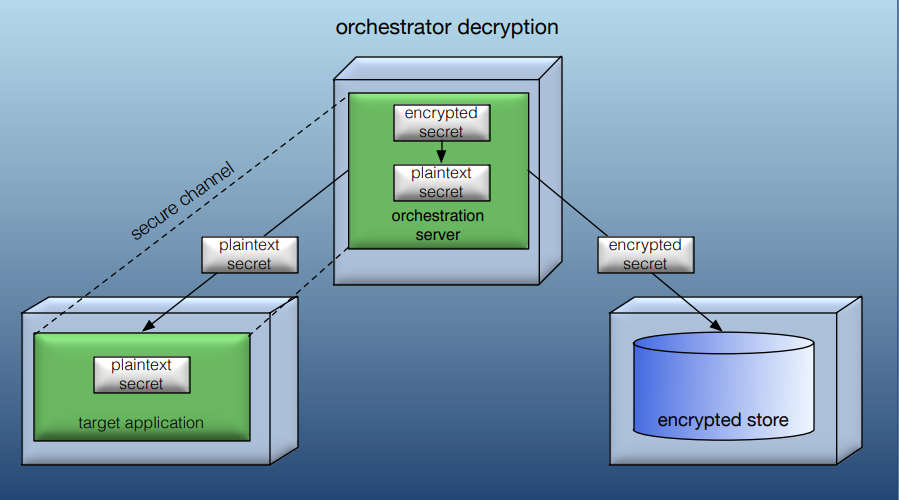 orchestrator decryption
encrypted
secret
plaintext
secret
orchestration
server
secure channel
plaintext
secret
encrypted
secret
plaintext
secret
target application
encrypted store